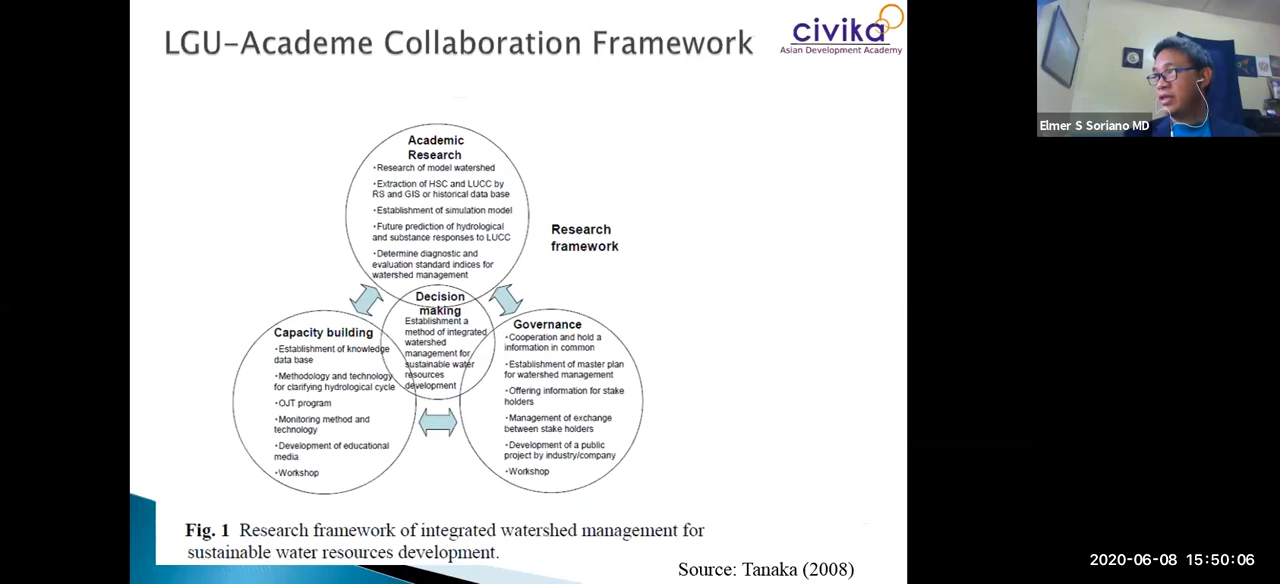 LGU-Academe Collaboration Framework
civika
Asian Development Academy
Elmer S Soriano MD
Academic
Research
•Research of model watershed
•Extraction of HSC and LUCC by
RS and GIS or historical data base
•Establishment of simulation model
•Future prediction of hydrological
and substance responses to LUCC
•Determine diagnostic and
evaluation standard indices for
watershed management
Research
framework
Decision
making
Establishment a
method of integrated
watershed
management for
sustainable water
resources
development
Capacity building
•Establishment of knowledge
data base
•Methodology and technology
for clarifying hydrological cycle
•OJT program
•Monitoring method and
technology
•Development of educational
media
•Workshop
Governance
•Cooperation and hold a
information in common
•Establishment of master plan
for watershed management
•Offering information for stake
holders
•Management of exchange
between stake holders
•Development of a public
project by industry/company
•Workshop
Fig. 1 Research framework of integrated watershed management for
sustainable water resources development.
Source: Tanaka (2008)
2020-06-08 15:50:06